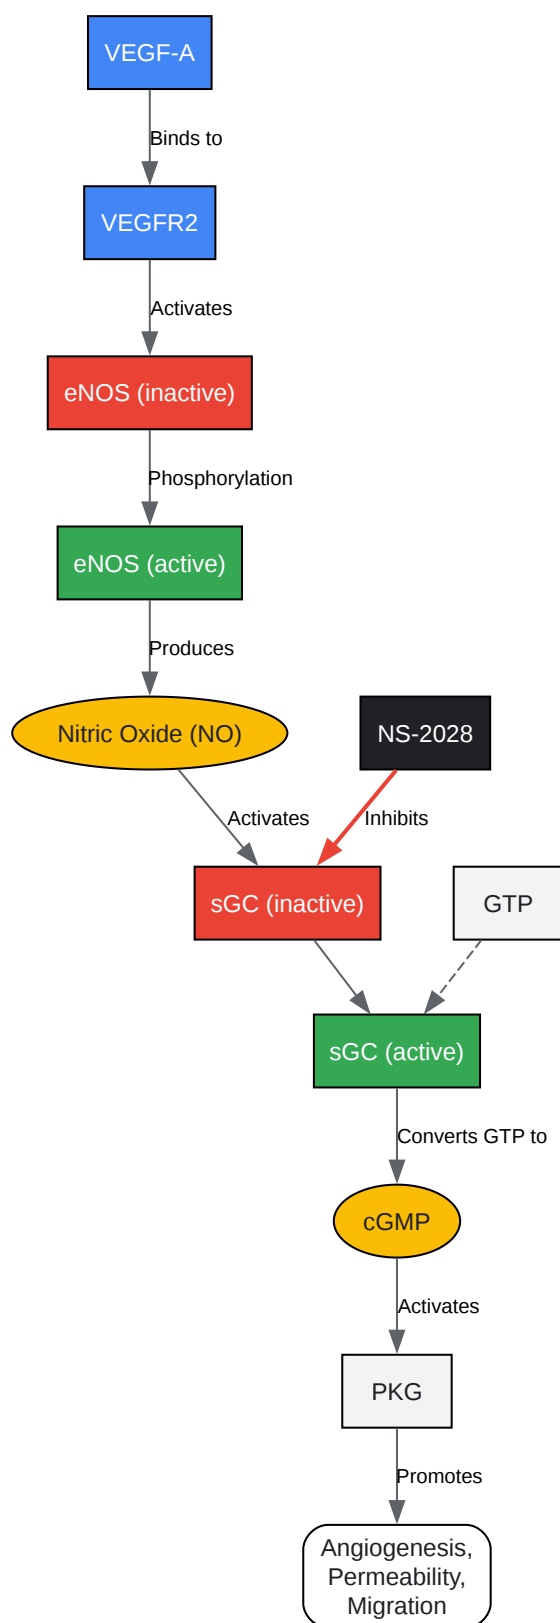 VEGF-A
Binds to
VEGFR2
Activates
eNOS (inactive)
Phosphorylation
eNOS (active)
Produces
Nitric Oxide (NO)
NS-2028
Activates
Inhibits
sGC (inactive)
GTP
sGC (active)
Converts GTP to
cGMP
Activates
PKG
Promotes
Angiogenesis,
Permeability,
Migration